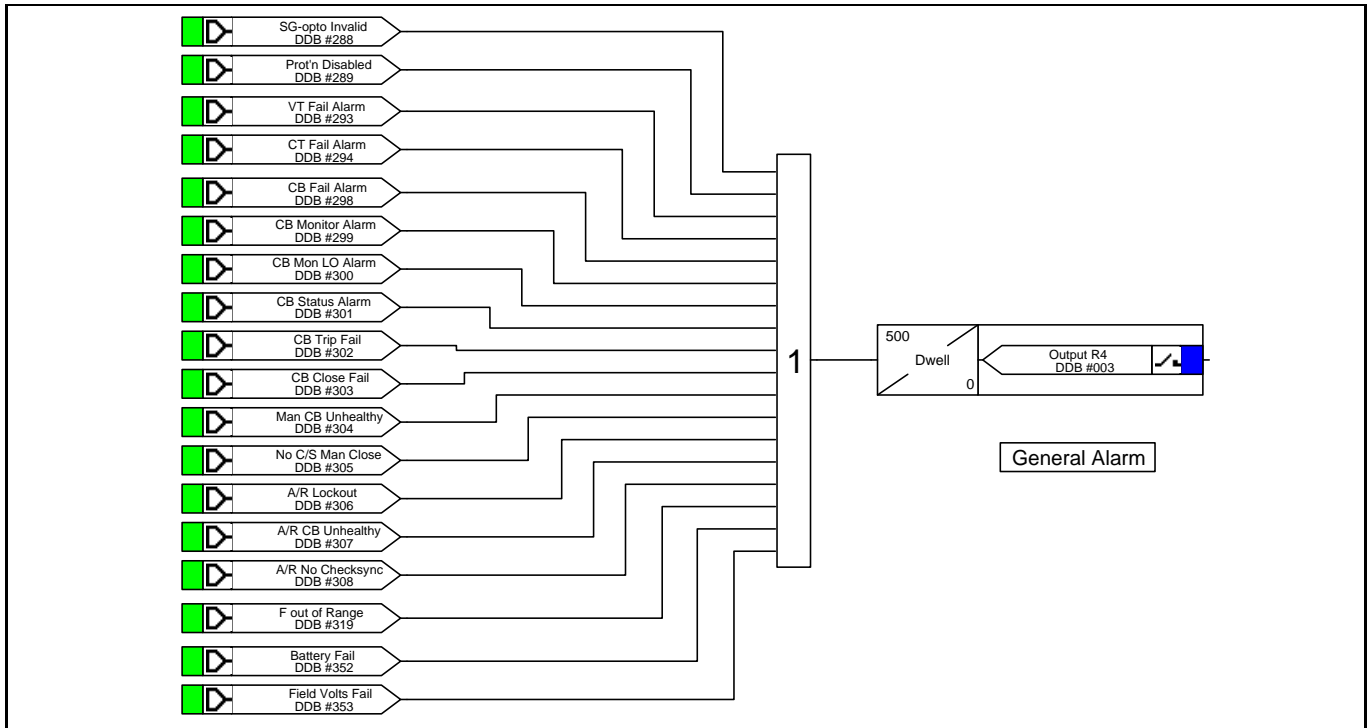 SG-opto Invalid
DDB #288
Prot'n Disabled
DDB #289
VT Fail Alarm
DDB #293
CT Fail Alarm
DDB #294
CB Fail Alarm
DDB #298
CB Monitor Alarm
DDB #299
CB Mon LO Alarm
DDB #300
CB Status Alarm
DDB #301
CB Trip Fail
DDB #302
CB Close Fail
DDB #303
Man CB Unhealthy
DDB #304
No C/S Man Close
DDB #305
A/R Lockout
DDB #306
A/R CB Unhealthy
DDB #307
A/R No Checksync
DDB #308
F out of Range
DDB #319
Battery Fail
DDB #352
Field Volts Fail
DDB #353
1
500
Dwell
0
Output R4
DDB #003
General Alarm